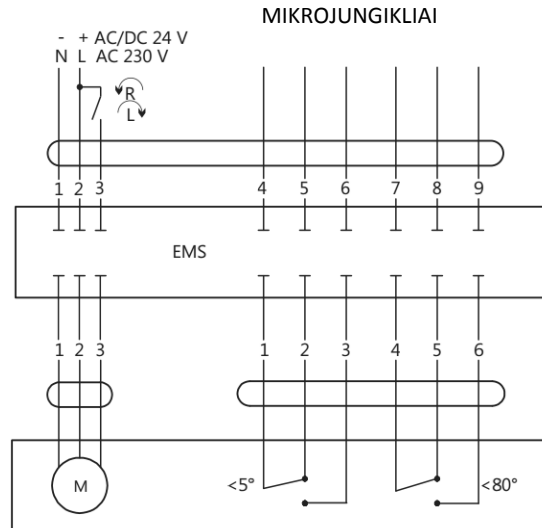 MIKROJUNGIKLIAI
- + AC/DC 24 V
N L AC 230 V
R
L
1 2 3 4 5 6 7 8 9
EMS
1 2 3 1 2 3 4 5 6
M <5° <80°